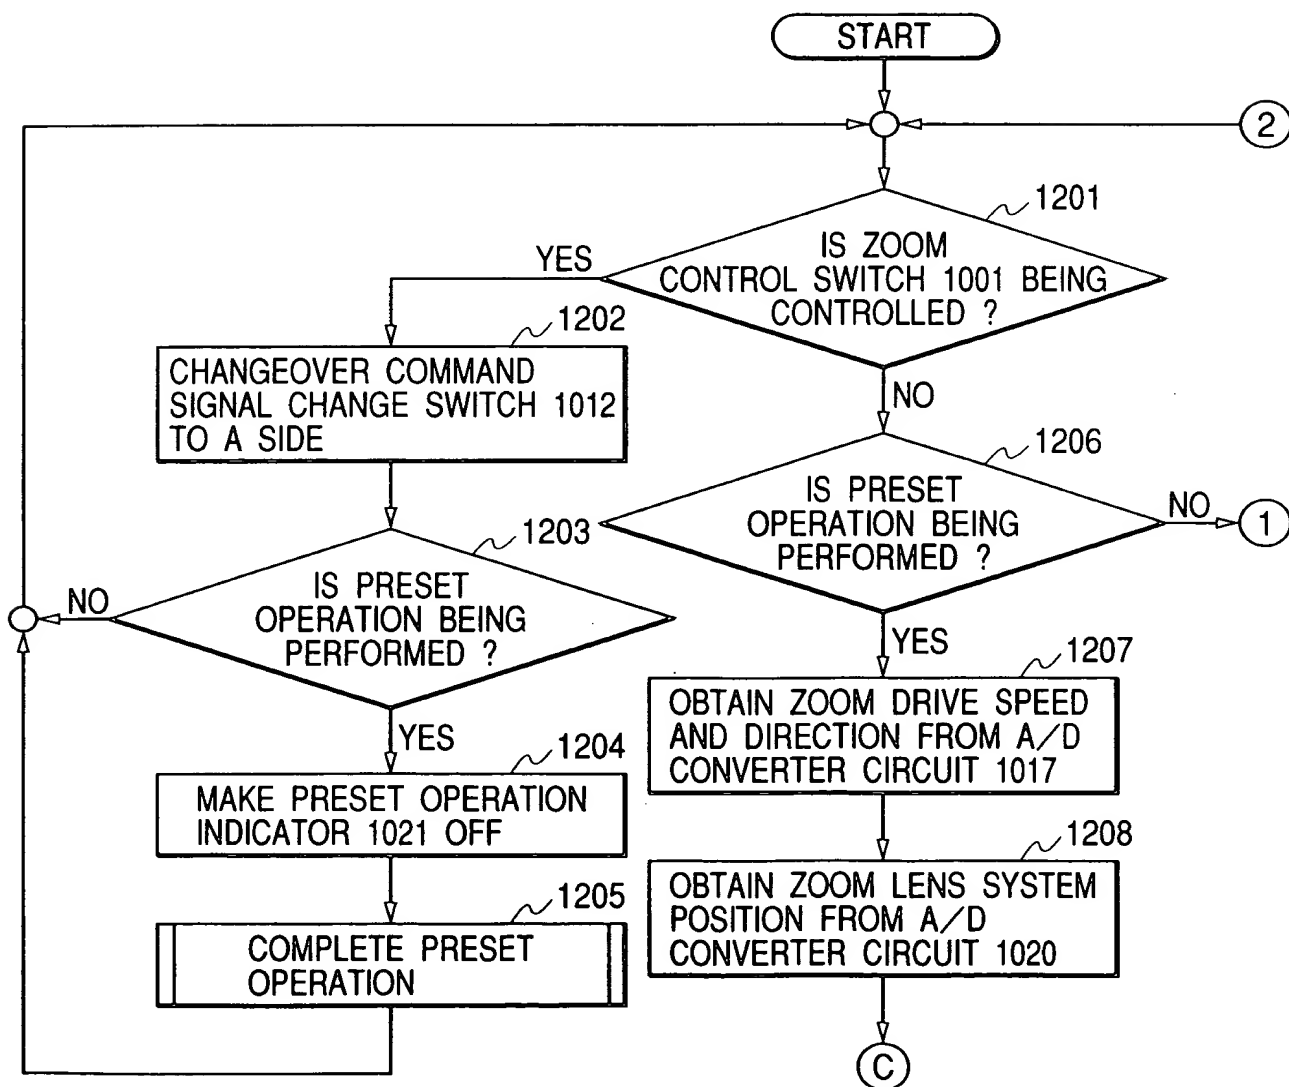 START
2
1201
IS ZOOM
CONTROL SWITCH 1001 BEING
CONTROLLED ?
YES
NO
1202
CHANGEOVER COMMAND
SIGNAL CHANGE SWITCH 1012
TO A SIDE
1203
IS PRESET
OPERATION BEING
PERFORMED ?
NO
YES
1204
MAKE PRESET OPERATION
INDICATOR 1021 OFF
1205
COMPLETE PRESET
OPERATION
1206
IS PRESET
OPERATION BEING
PERFORMED ?
NO
1
YES
1207
OBTAIN ZOOM DRIVE SPEED
AND DIRECTION FROM A/D
CONVERTER CIRCUIT 1017
1208
OBTAIN ZOOM LENS SYSTEM
POSITION FROM A/D
CONVERTER CIRCUIT 1020
C